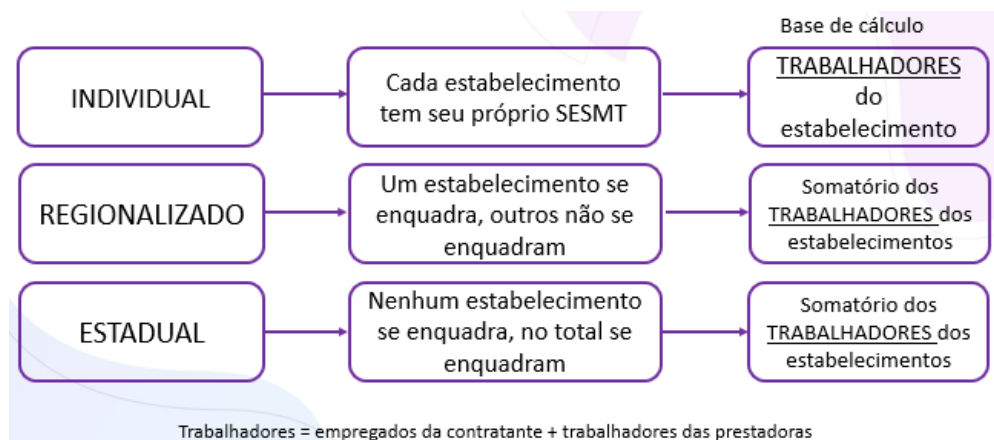 Base de cálculo
INDIVIDUAL
Cada estabelecimento
tem seu próprio SESMT
TRABALHADORES
do
estabelecimento
REGIONALIZADO
Um estabelecimento se
enquadra, outros não se
enquadram
Somatório dos
TRABALHADORES dos
estabelecimentos
ESTADUAL
Nenhum estabelecimento
se enquadra, no total se
enquadram
Somatório dos
TRABALHADORES dos
estabelecimentos
Trabalhadores = empregados da contratante + trabalhadores das prestadoras